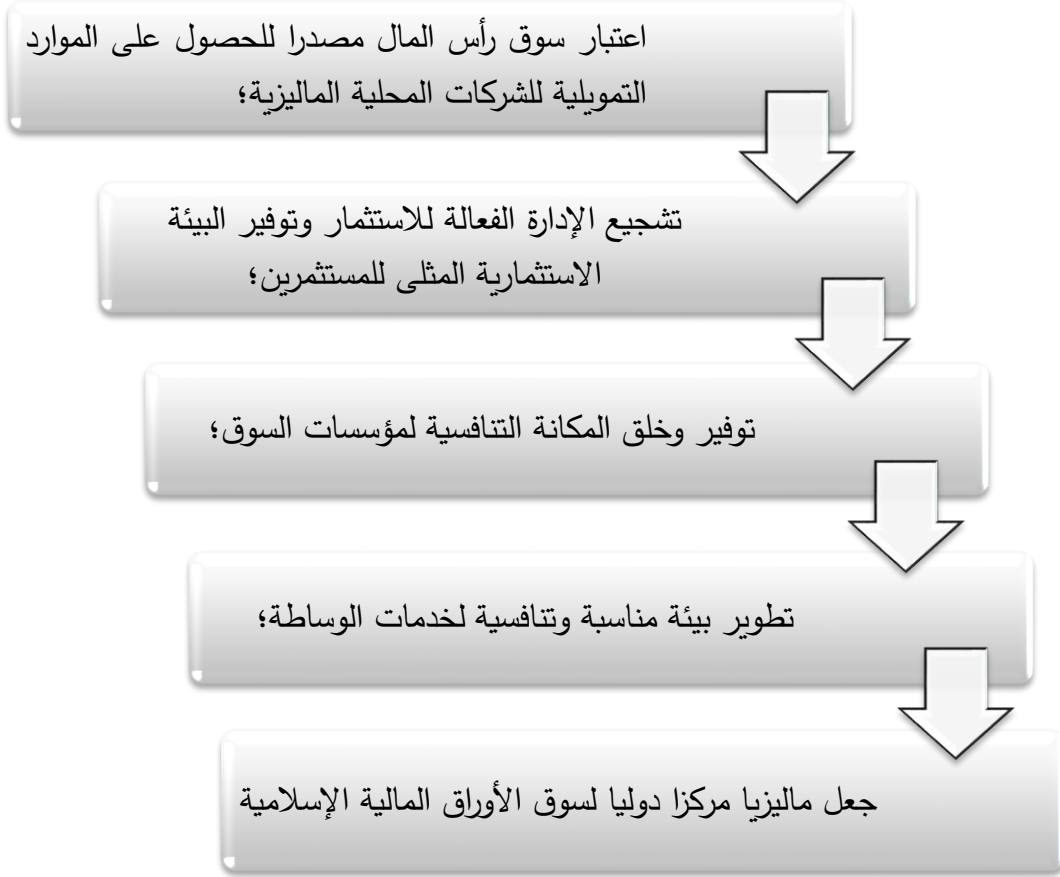 اعتبار سوق رأس المال مصدرا للحصول على الموارد
التمويلية للشركات المحلية الماليزية؛
تشجيع الإدارة الفعالة للاستثمار وتوفير البيئة
الاستثمارية المثلى للمستثمرين؛
توفير وخلق المكانة التنافسية لمؤسسات السوق؛
تطوير بيئة مناسبة وتنافسية لخدمات الوساطة؛
جعل ماليزيا مركزا دوليا لسوق الأوراق المالية الإسلامية